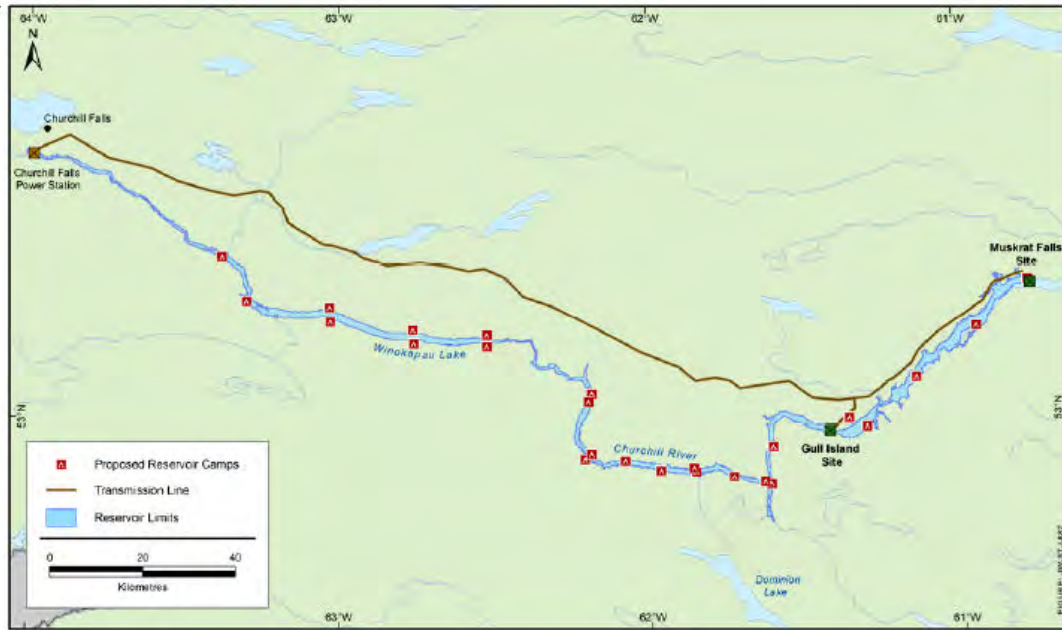 64°W
63°W
62°W
61°W
N
Churchill Falls
Churchill Falls
Power Station
Muskrat Falls
Site
Winokapau Lake
53°N
53°N
Churchill River
Gull Island
Site
Proposed Reservoir Camps
Transmission Line
Reservoir Limits
0 20 40
Kilometres
Dominion
Lake
63°W
62°W
61°W